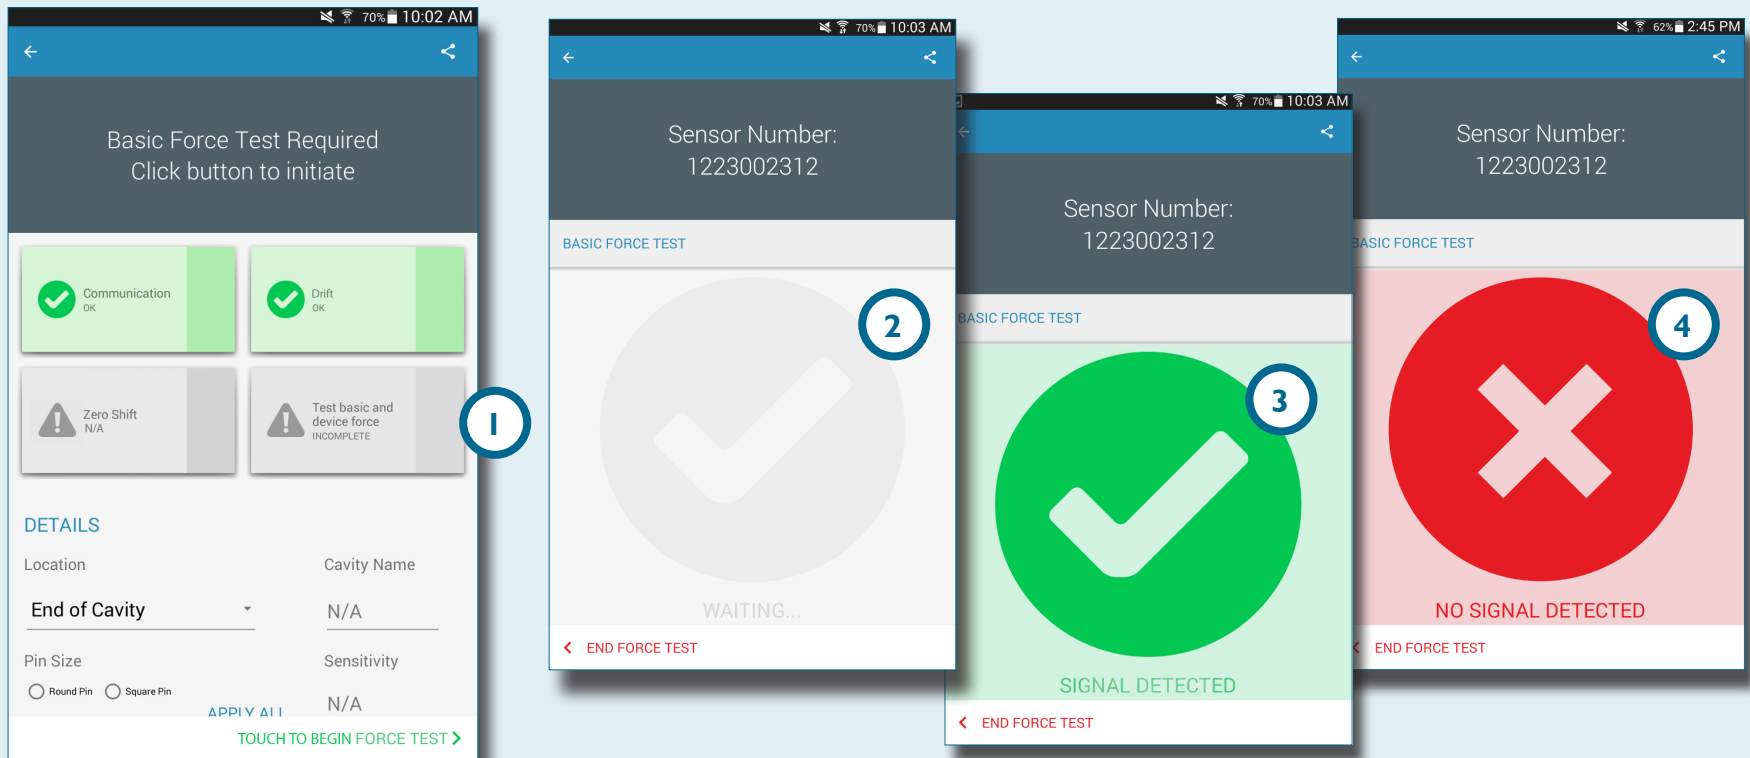 70% 10:02 AM
Basic Force Test Required
Click button to initiate
Communication
OK
Drift
OK
Zero Shift
N/A
Test basic and
device force
INCOMPLETE
1
DETAILS
Location
Cavity Name
End of Cavity
N/A
Pin Size
Sensitivity
Round Pin
Square Pin
N/A
APPLY ALL
TOUCH TO BEGIN FORCE TEST
70% 10:03 AM
Sensor Number:
1223002312
BASIC FORCE TEST
2
WAITING...
END FORCE TEST
70% 10:03 AM
Sensor Number:
1223002312
BASIC FORCE TEST
3
SIGNAL DETECTED
END FORCE TEST
62% 2:45 PM
Sensor Number:
1223002312
BASIC FORCE TEST
4
NO SIGNAL DETECTED
END FORCE TEST